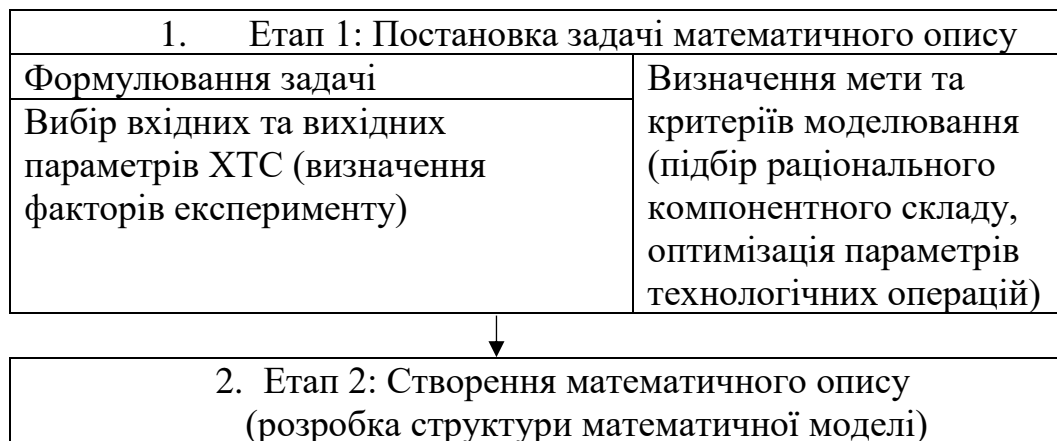 1. Етап 1: Постановка задачі математичного опису
Формулювання задачі
Вибір вхідних та вихідних
параметрів ХТС (визначення
факторів експерименту)
Визначення мети та
критеріїв моделювання
(підбір раціонального
компонентного складу,
оптимізація параметрів
технологічних операцій)
2. Етап 2: Створення математичного опису
(розробка структури математичної моделі)